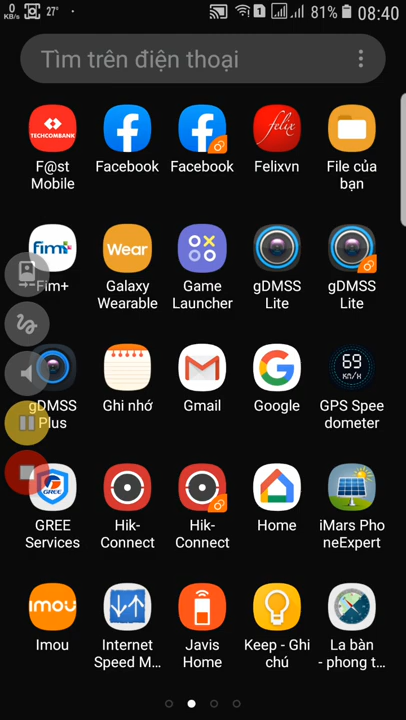 0
KB/s
27°
1
81%
08:40
Tìm trên điện thoại
TECHCOMBANK
felix
F@st
Mobile
Facebook
Facebook
Felixvn
File của
bạn
fim+
Wear
Fim+
Galaxy
Wearable
Game
Launcher
gDMSS
Lite
gDMSS
Lite
69
KM/H
gDMSS
Plus
Ghi nhớ
Gmail
Google
GPS Spee
dometer
GREE
GREE
Services
Hik-
Connect
Hik-
Connect
Home
iMars Pho
neExpert
imou
Imou
Internet
Speed M...
Javis
Home
Keep - Ghi
chú
La bàn
- phong t...